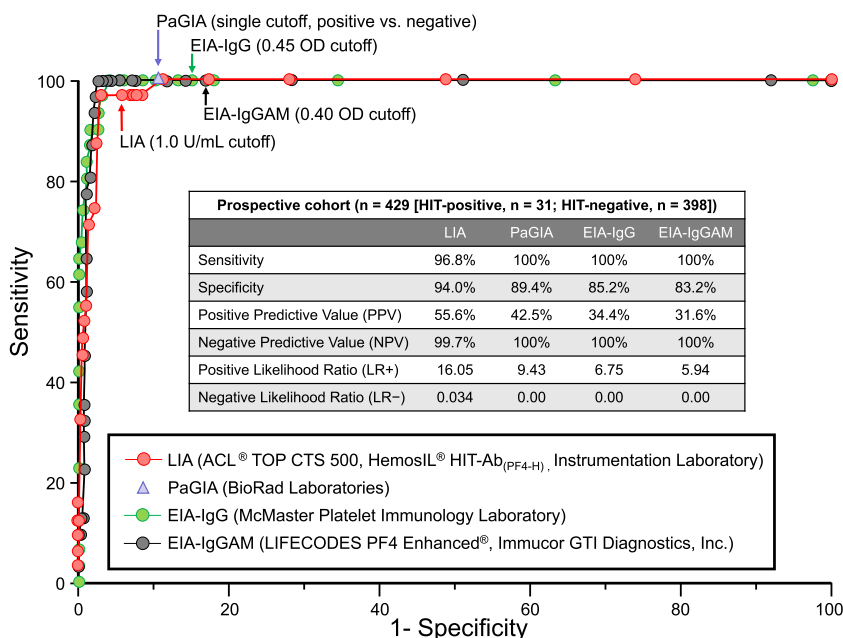 PaGIA (single cutoff, positive vs. negative)
EIA-IgG (0.45 OD cutoff)
EIA-IgGAM (0.40 OD cutoff)
LIA (1.0 U/mL cutoff)
Sensitivity
100
80
60
40
20
0
Prospective cohort (n = 429 [HIT-positive, n = 31; HIT-negative, n = 398])
LIA PaGIA EIA-IgG EIA-IgGAM
Sensitivity 96.8% 100% 100% 100%
Specificity 94.0% 89.4% 85.2% 83.2%
Positive Predictive Value (PPV) 55.6% 42.5% 34.4% 31.6%
Negative Predictive Value (NPV) 99.7% 100% 100% 100%
Positive Likelihood Ratio (LR+) 16.05 9.43 6.75 5.94
Negative Likelihood Ratio (LR−) 0.034 0.00 0.00 0.00
LIA (ACL® TOP CTS 500, HemosIL® HIT-Ab(PF4-H) , Instrumentation Laboratory)
PaGIA (BioRad Laboratories)
EIA-IgG (McMaster Platelet Immunology Laboratory)
EIA-IgGAM (LIFECODES PF4 Enhanced®, Immucor GTI Diagnostics, Inc.)
0 20 40 60 80 100
1- Specificity